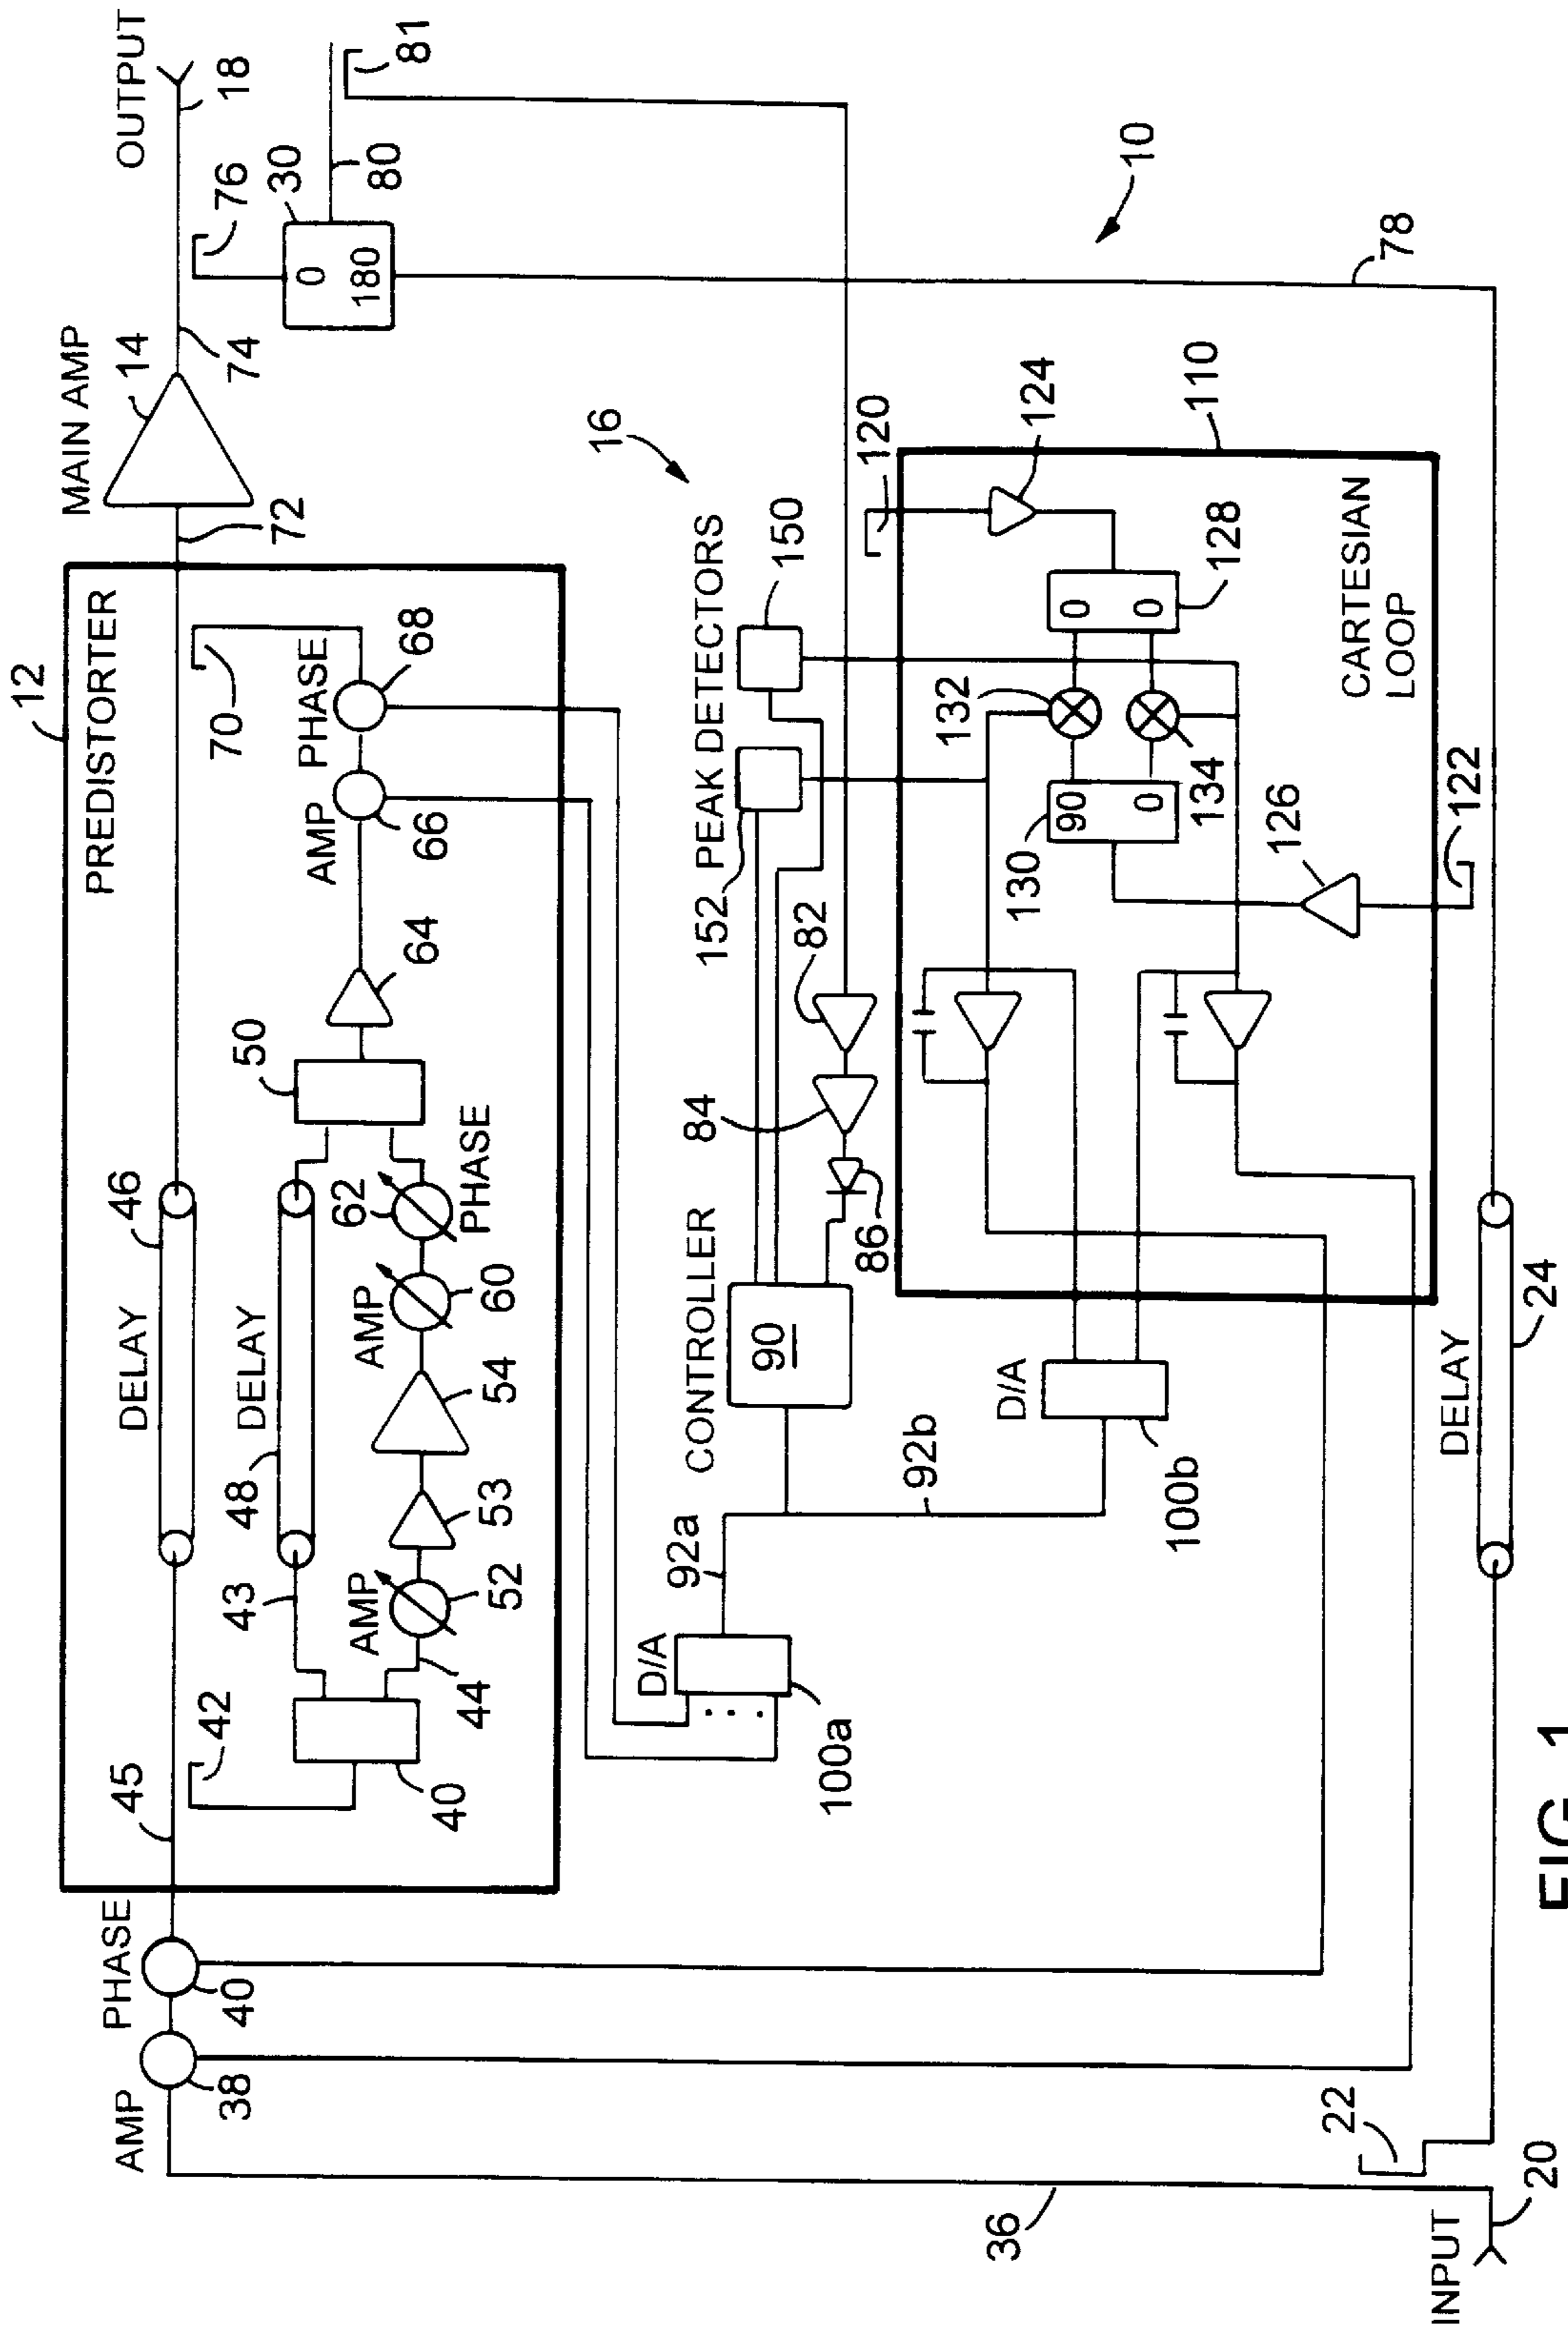 12
PREDISTORTER
MAIN AMP
14
OUTPUT
18
AMP
38
PHASE
40
45
DELAY
46
72
74
76
30
0
180
80
81
42
40
43
44
48
DELAY
AMP
52
53
54
AMP
60
62
PHASE
50
64
AMP
66
PHASE
68
70
16
10
D/A
100a
92a
92b
CONTROLLER
90
84
82
86
152 PEAK DETECTORS
150
120
D/A
100b
110
124
132
128
0
0
130
90
0
134
126
122
CARTESIAN
LOOP
78
36
22
INPUT
20
DELAY
24
FIG. 1